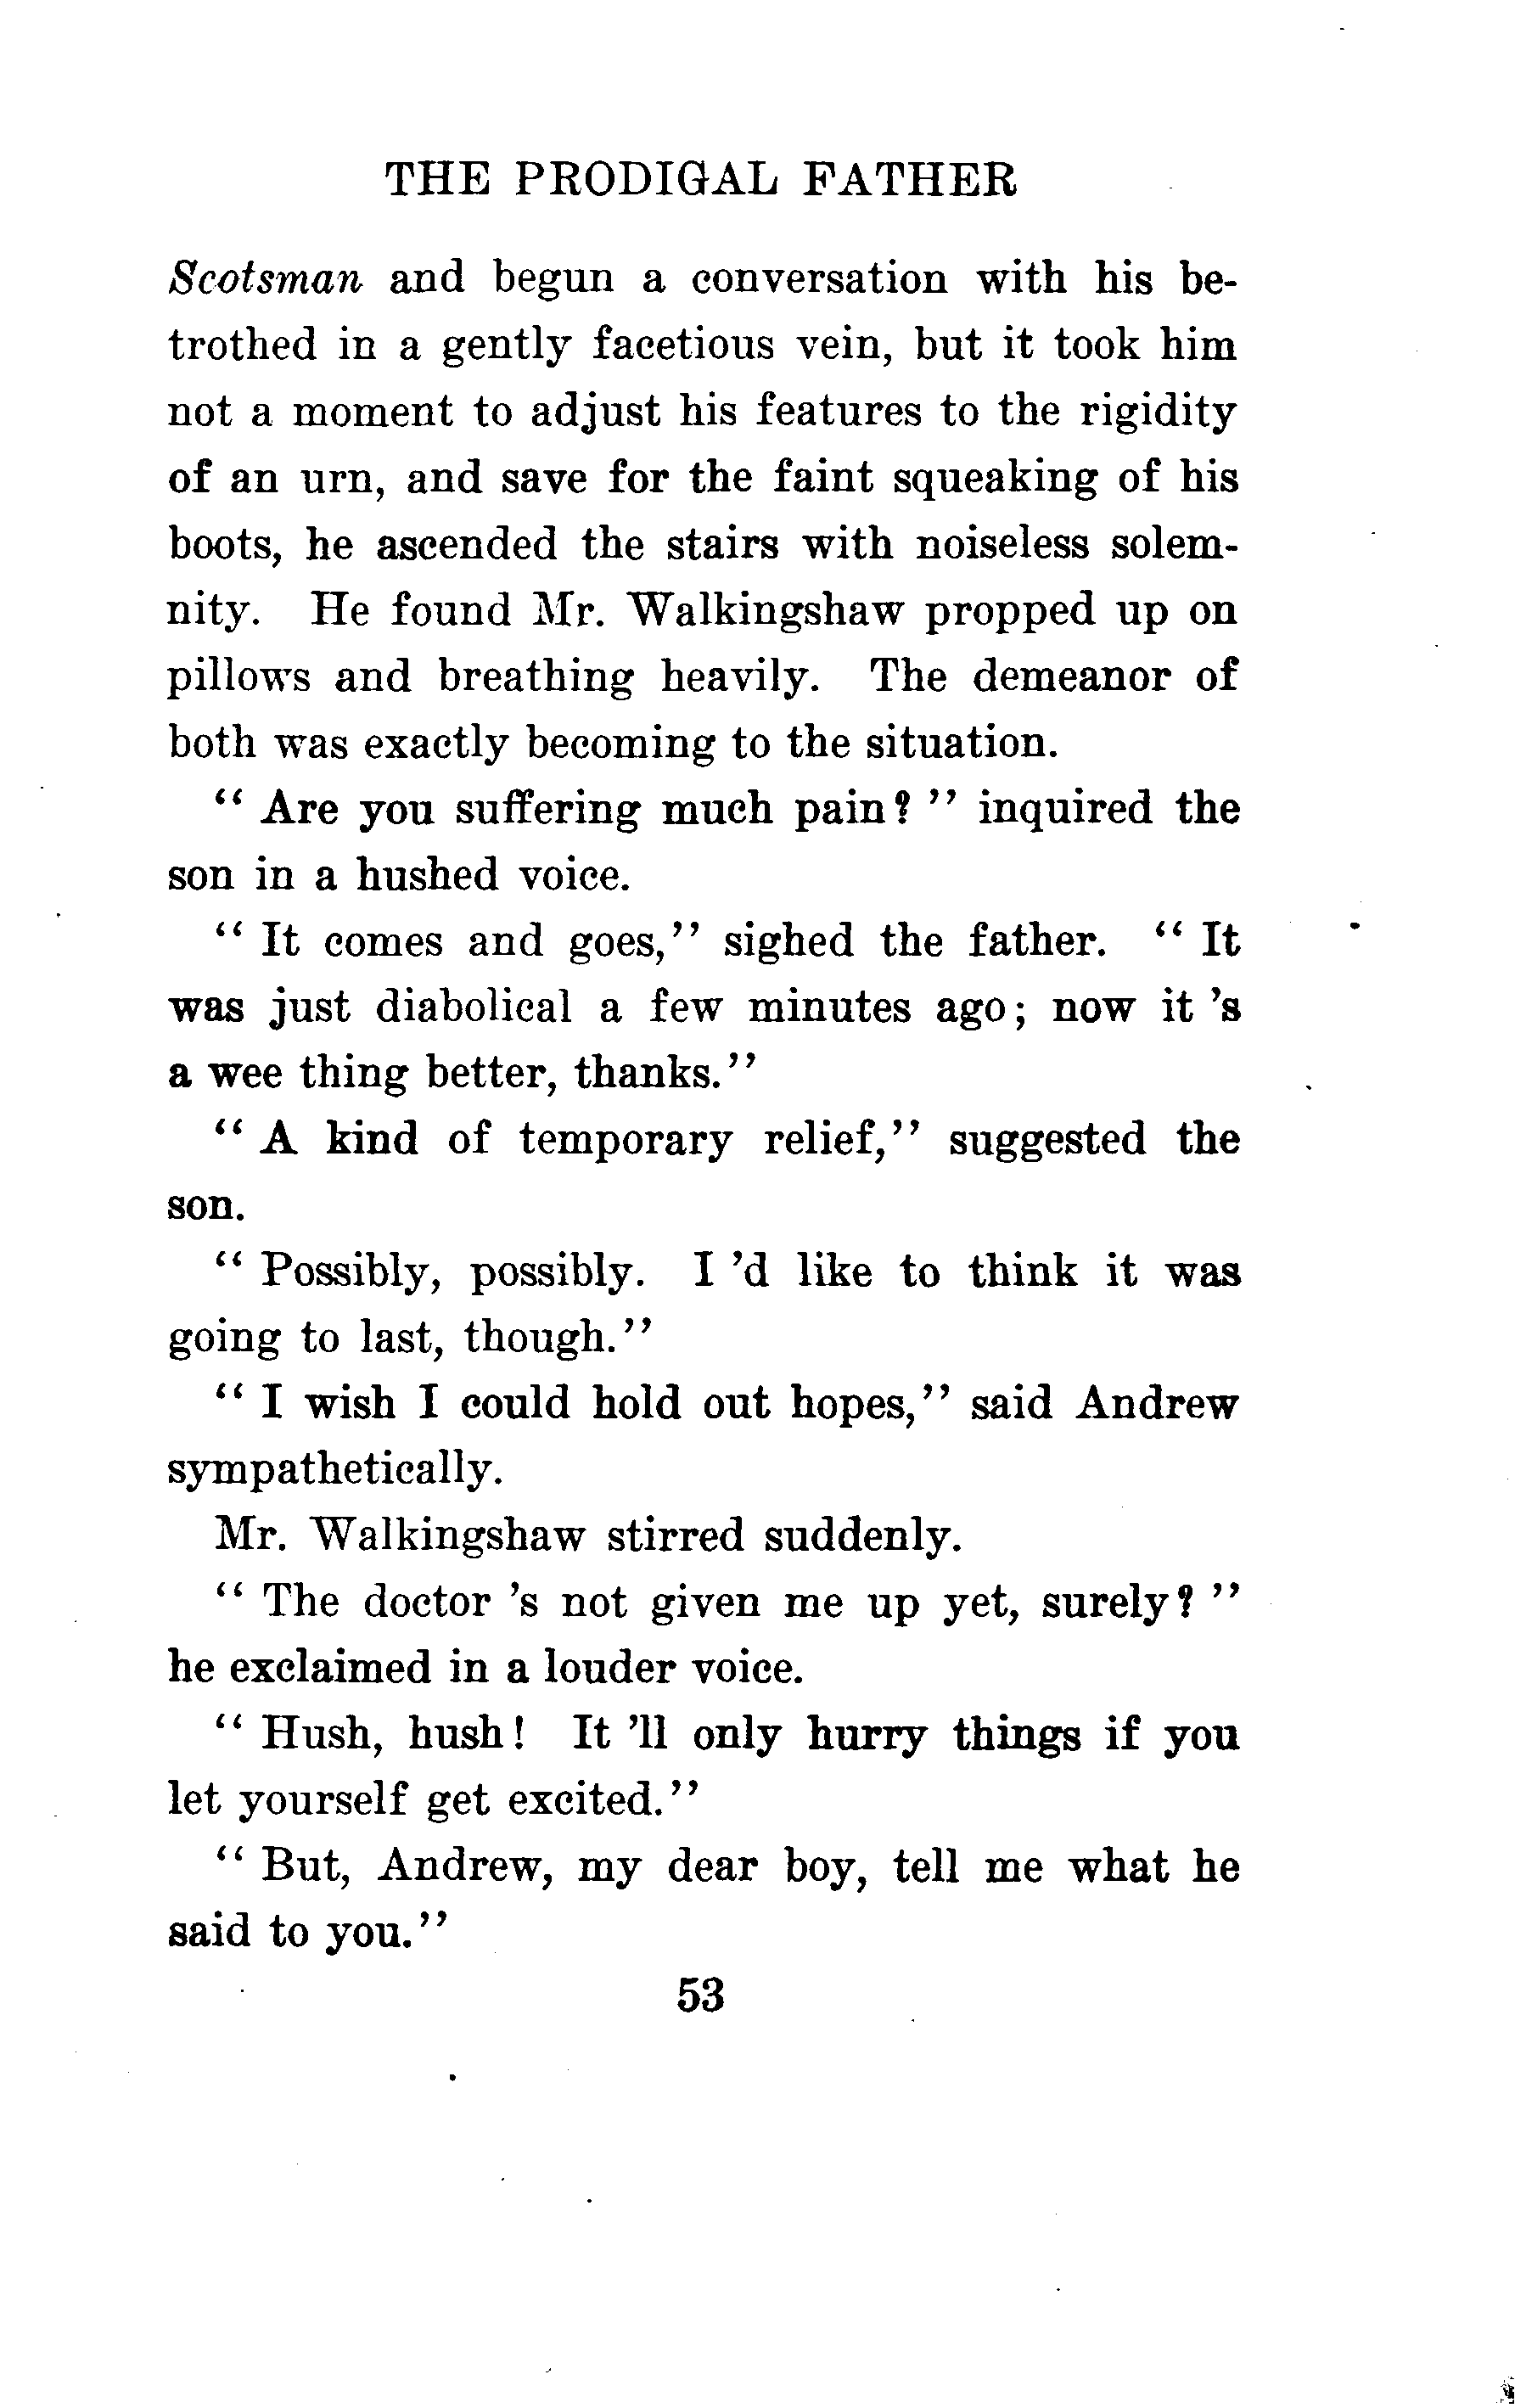 THE PRODIGAL FATHER
Scotsman and begun a conversation with his be-
trothed in a gently facetious vein, but it took him
not a moment to adjust his features to the rigidity
of an urn, and save for the faint squeaking of his
boots, he ascended the stairs with noiseless solem-
nity. He found Mr. Walkingshaw propped up on
pillows and breathing heavily. The demeanor of
both was exactly becoming to the situation.
“ Are you suffering much pain? ” inquired the
son in a hushed voice.
“ It comes and goes,” sighed the father. “ It
was just diabolical a few minutes ago; now it 's
a wee thing better, thanks.”
“ A kind of temporary relief,” suggested the
son.
“ Possibly, possibly. I 'd like to think it was
going to last, though.”
“ I wish I could hold out hopes,” said Andrew
sympathetically.
Mr. Walkingshaw stirred suddenly.
“ The doctor 's not given me up yet, surely? ”
he exclaimed in a louder voice.
“ Hush, hush! It 'll only hurry things if you
let yourself get excited.”
“ But, Andrew, my dear boy, tell me what he
said to you.”
53